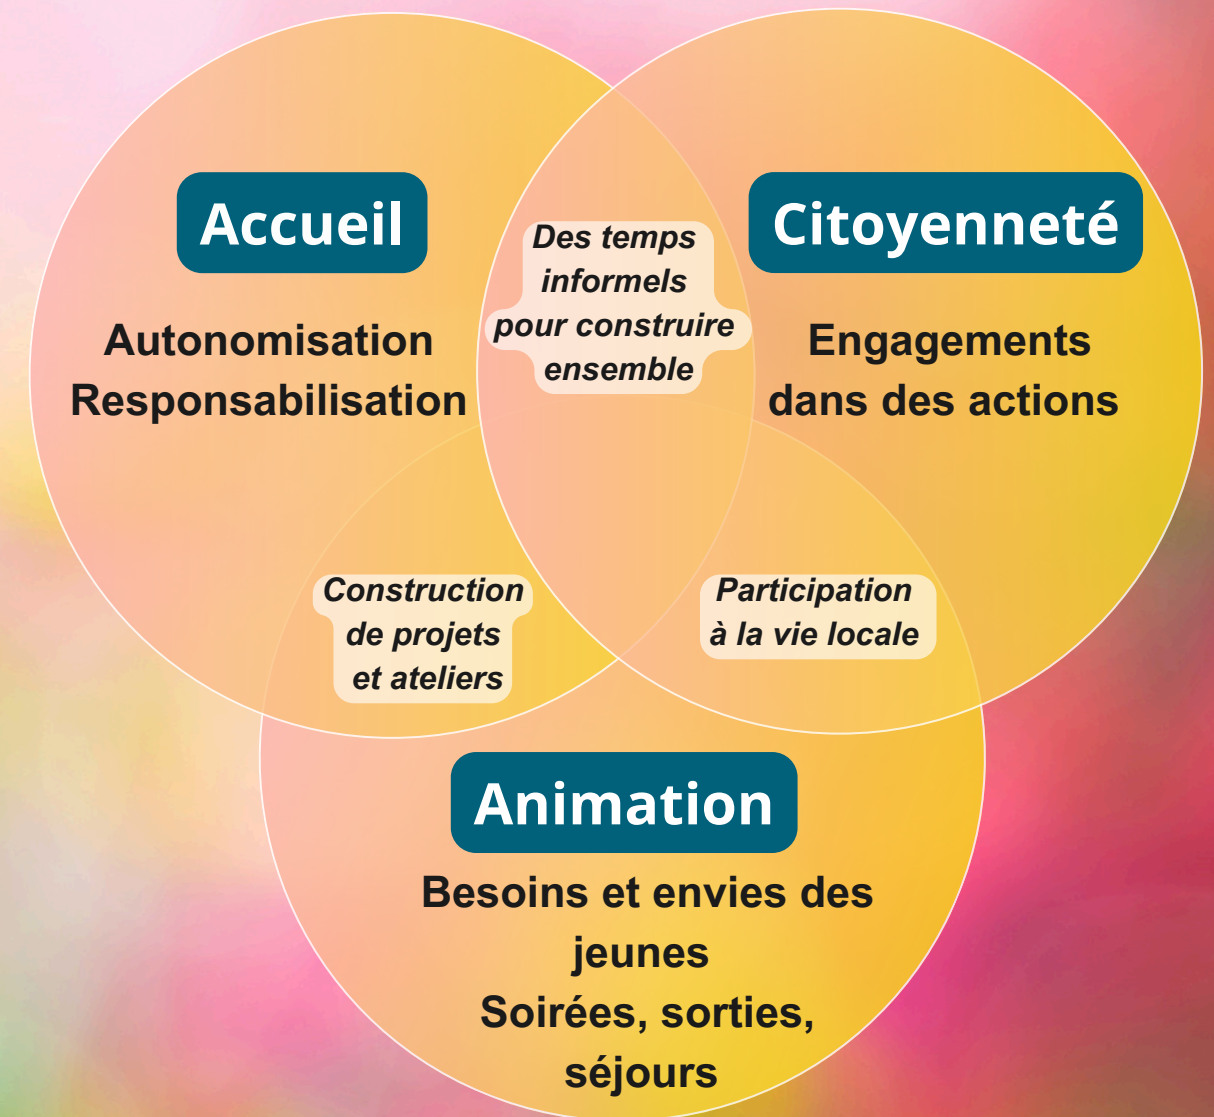 Accueil
Autonomisation
Responsabilisation
Des temps
informels
pour construire
ensemble
Citoyenneté
Engagements
dans des actions
Construction
de projets
et ateliers
Participation
à la vie locale
Animation
Besoins et envies des
jeunes
Soirées, sorties,
séjours